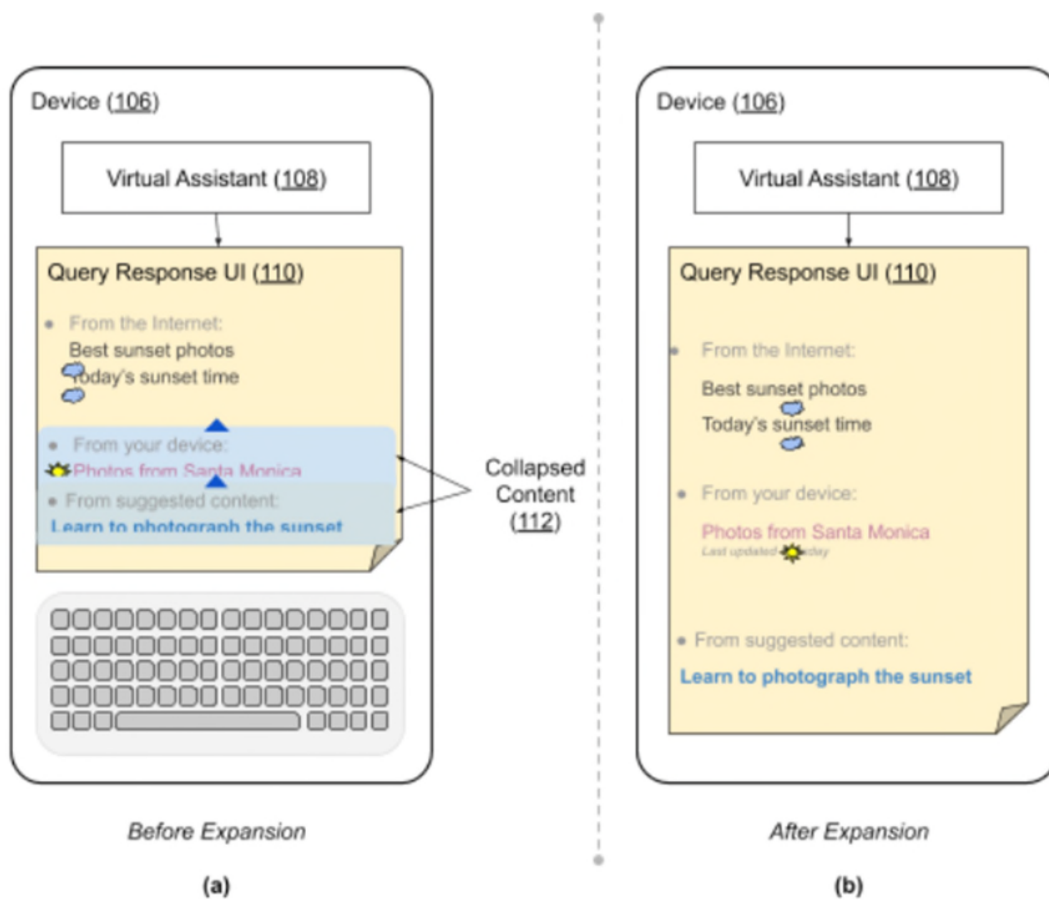 Device (106)
Virtual Assistant (108)
Query Response UI (110)
From the Internet:
Best sunset photos
Today's sunset time
From your device:
Photos from Santa Monica
From suggested content:
Learn to photograph the sunset
Collapsed
Content
(112)
Before Expansion
(a)
Device (106)
Virtual Assistant (108)
Query Response UI (110)
From the Internet:
Best sunset photos
Today's sunset time
From your device:
Photos from Santa Monica
Last updated
From suggested content:
Learn to photograph the sunset
After Expansion
(b)